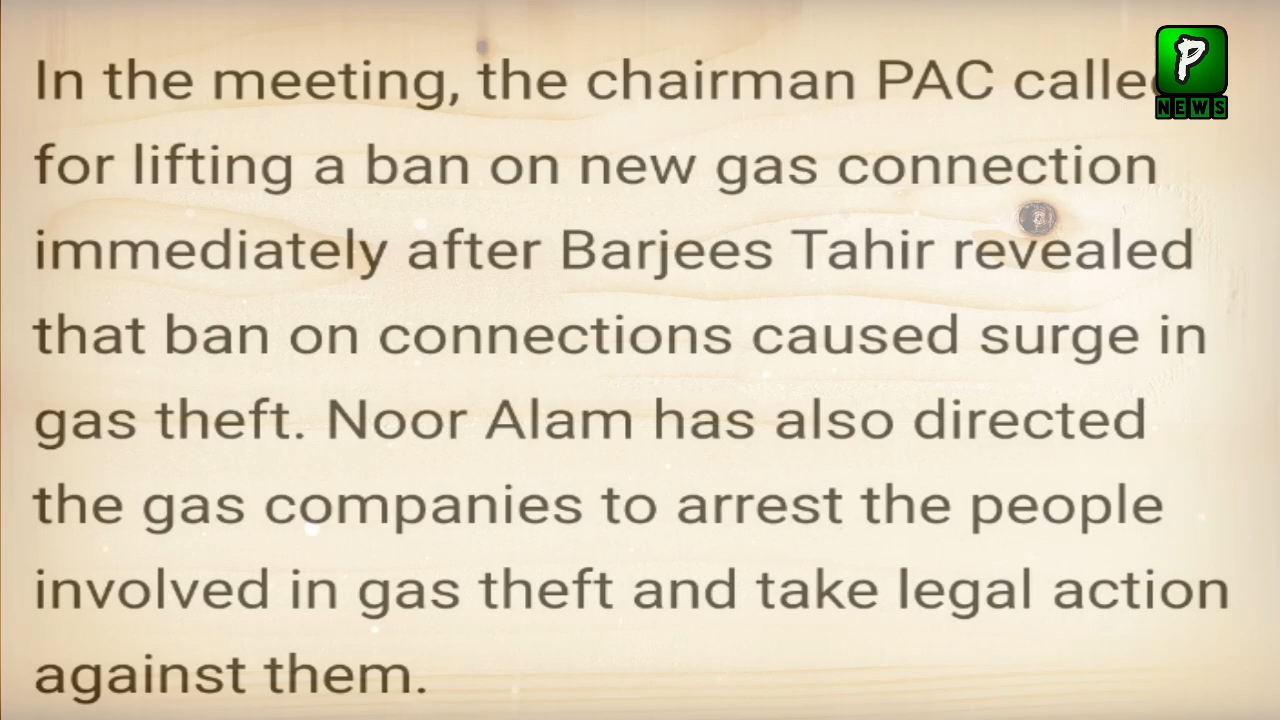 In the meeting, the chairman PAC called
for lifting a ban on new gas connection
immediately after Barjees Tahir revealed
that ban on connections caused surge in
gas theft. Noor Alam has also directed
the gas companies to arrest the people
involved in gas theft and take legal action
against them.
P
NEWS